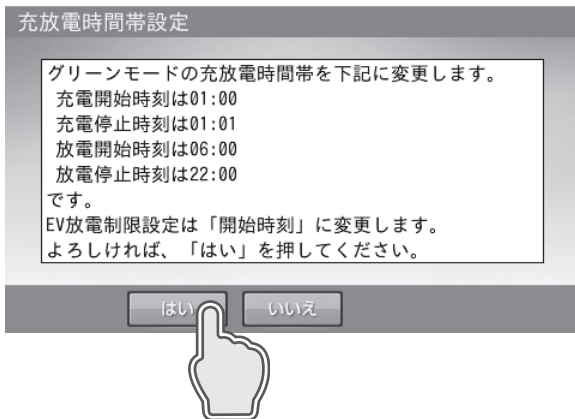 充放電時間帯設定
グリーンモードの充放電時間帯を下記に変更します。
充電開始時刻は01:00
充電停止時刻は01:01
放電開始時刻は06:00
放電停止時刻は22:00
です。
EV放電制限設定は「開始時刻」に変更します。
よろしければ、「はい」を押してください。
はい いいえ